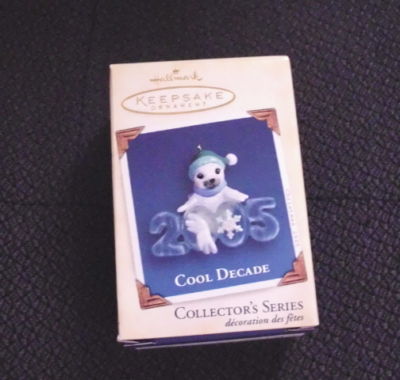 Hallmark
KEEPSAKE
ORNAMENT
2005
COOL DECADE
COLLECTOR'S SERIES
décoration des fêtes